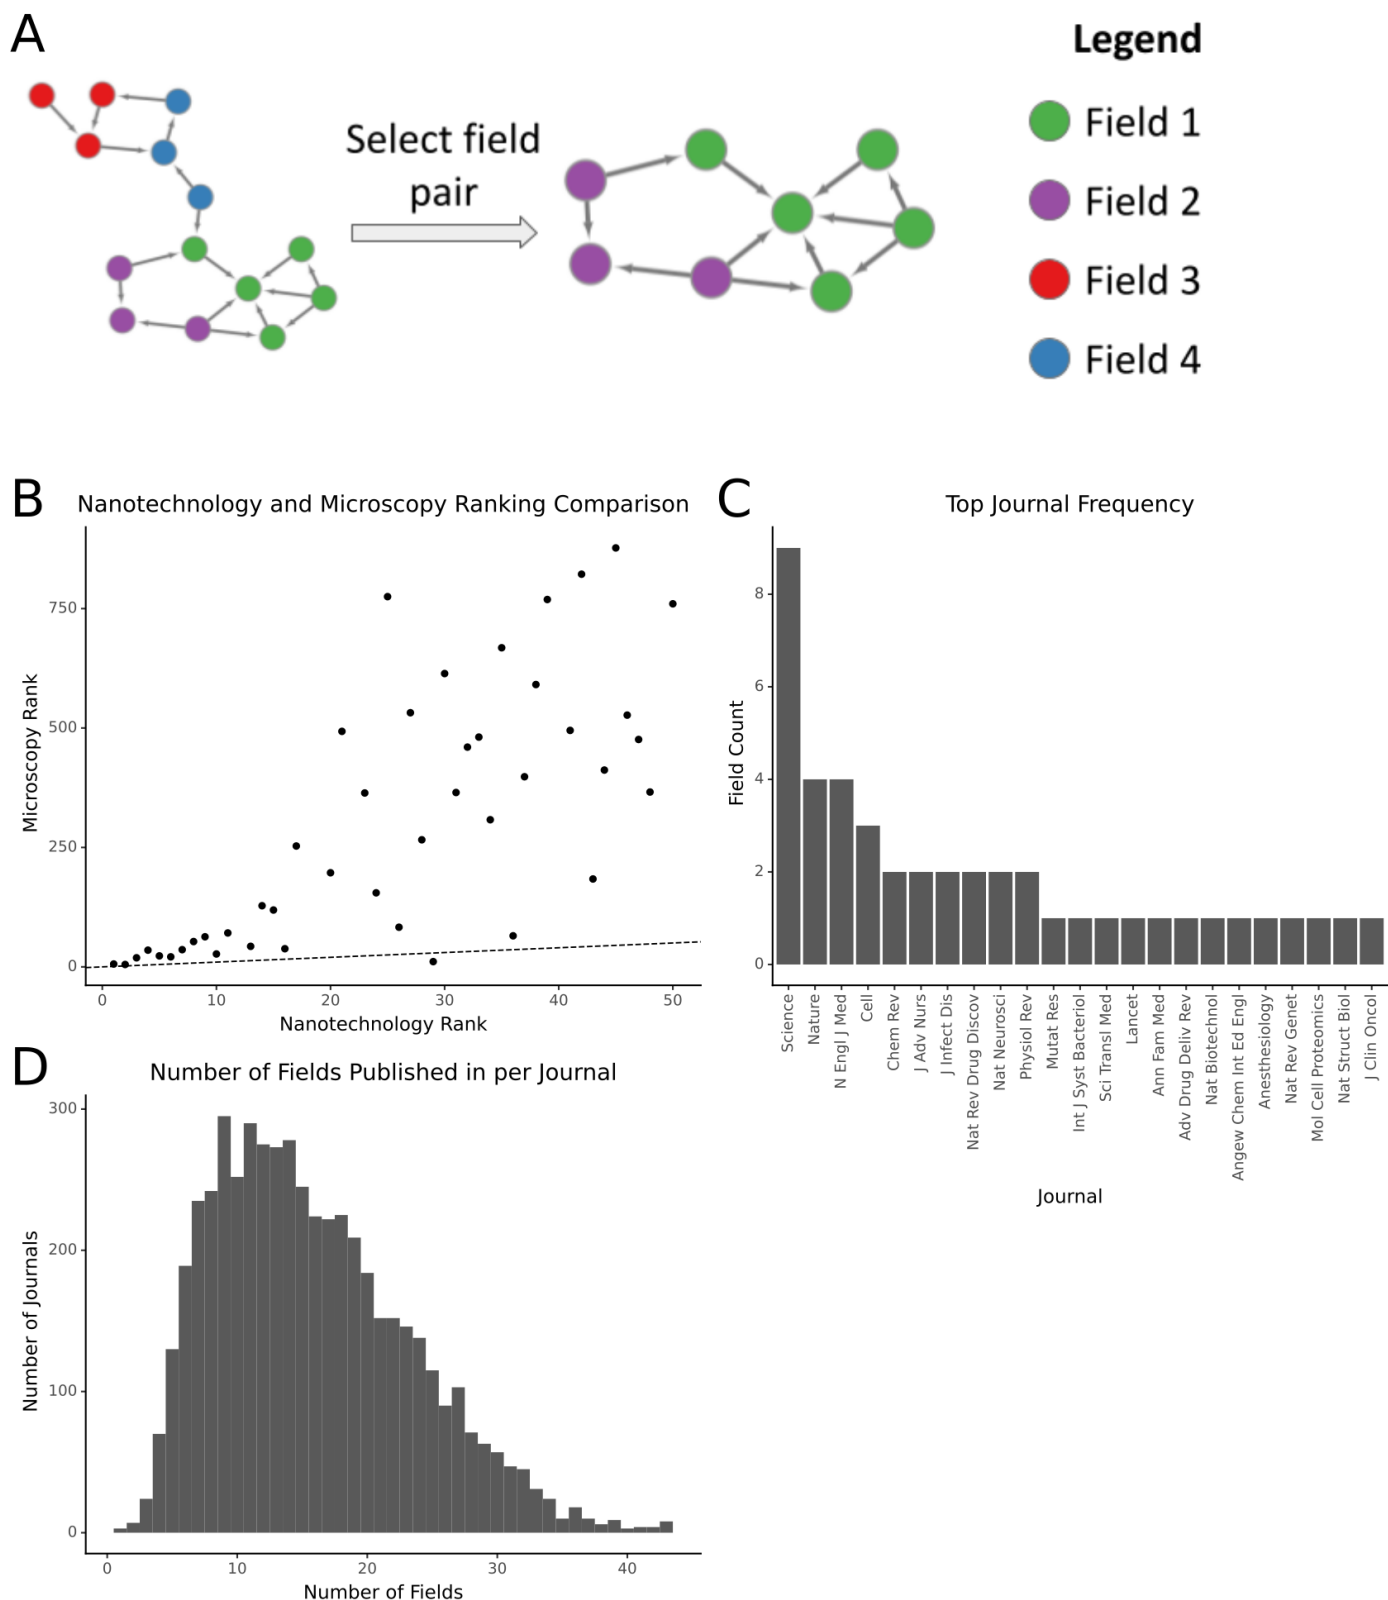 A
Select field
pair
Legend
Field 1
Field 2
Field 3
Field 4
B
Nanotechnology and Microscopy Ranking Comparison
Microscopy Rank
750
500
250
0
0 10 20 30 40 50
Nanotechnology Rank
C
Top Journal Frequency
Field Count
8
6
4
2
0
Science
Nature
N Engl J Med
Cell
Chem Rev
J Adv Nurs
J Infect Dis
Nat Rev Drug Discov
Nat Neurosci
Physiol Rev
Mutat Res
Int J Syst Bacteriol
Sci Transl Med
Lancet
Ann Fam Med
Adv Drug Deliv Rev
Nat Biotechnol
Angew Chem Int Ed Engl
Anesthesiology
Nat Rev Genet
Mol Cell Proteomics
Nat Struct Biol
J Clin Oncol
Journal
D
Number of Fields Published in per Journal
Number of Journals
300
200
100
0
0 10 20 30 40
Number of Fields